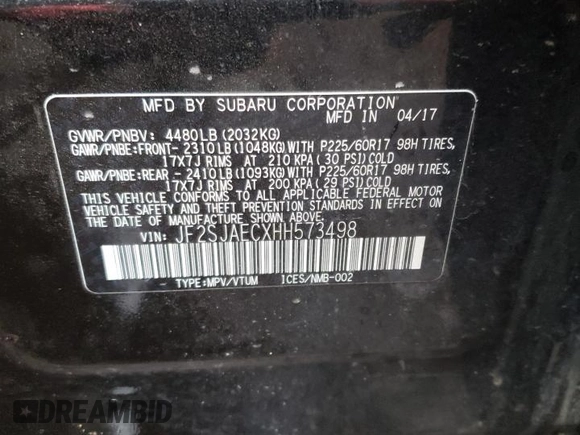 MFD BY SUBARU CORPORATION
MFD IN 04/17
GVWR/PNBV: 4480LB (2032KG)
GAWR/PNBE:FRONT-2310LB (1048KG) P225/60R17 98H TIRES,
17X7J RIMS AT 210 KPA (30 PSI)COLD
GAWR/PNBE:REAR -2410LB (1093KG) P225/60R17 98H TIRES,
17X7J RIMS AT 200 KPA (29 PSI)COLD
THIS VEHICLE CONFORMS TO ALL APPLICABLE FEDERAL MOTOR
VEHICLE SAFETY AND THEFT PREVENTION STANDARDS IN EFFECT ON
THE DATE OF MANUFACTURE SHOWN ABOVE.
VIN: JF2SJAECXHH573498
TYPE:MPV/VTUM ICES/NMB-002
DREAMBID